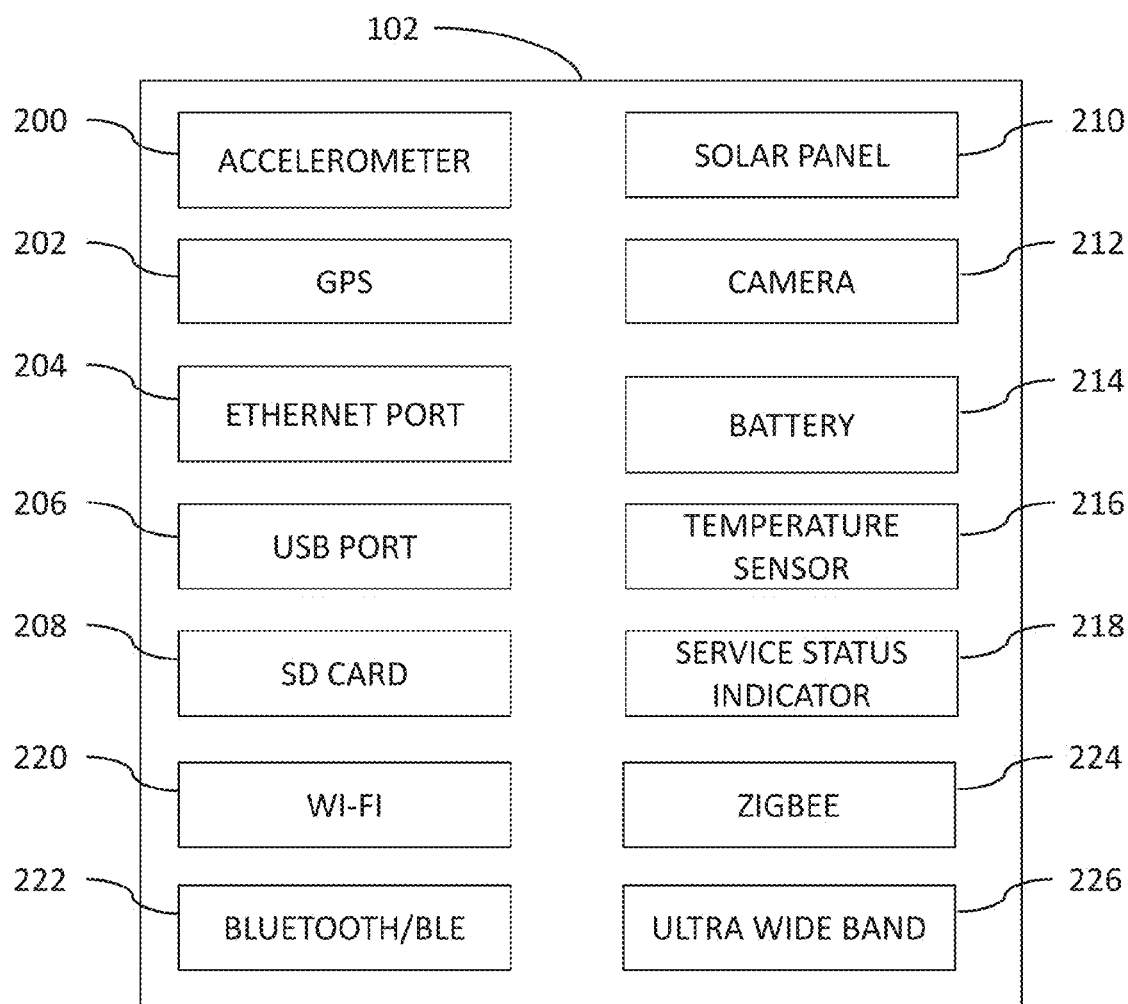 102
200
ACCELEROMETER
SOLAR PANEL
210
202
GPS
CAMERA
212
204
ETHERNET PORT
BATTERY
214
206
USB PORT
TEMPERATURE
SENSOR
216
208
SD CARD
SERVICE STATUS
INDICATOR
218
220
WI-FI
ZIGBEE
224
222
BLUETOOTH/BLE
ULTRA WIDE BAND
226